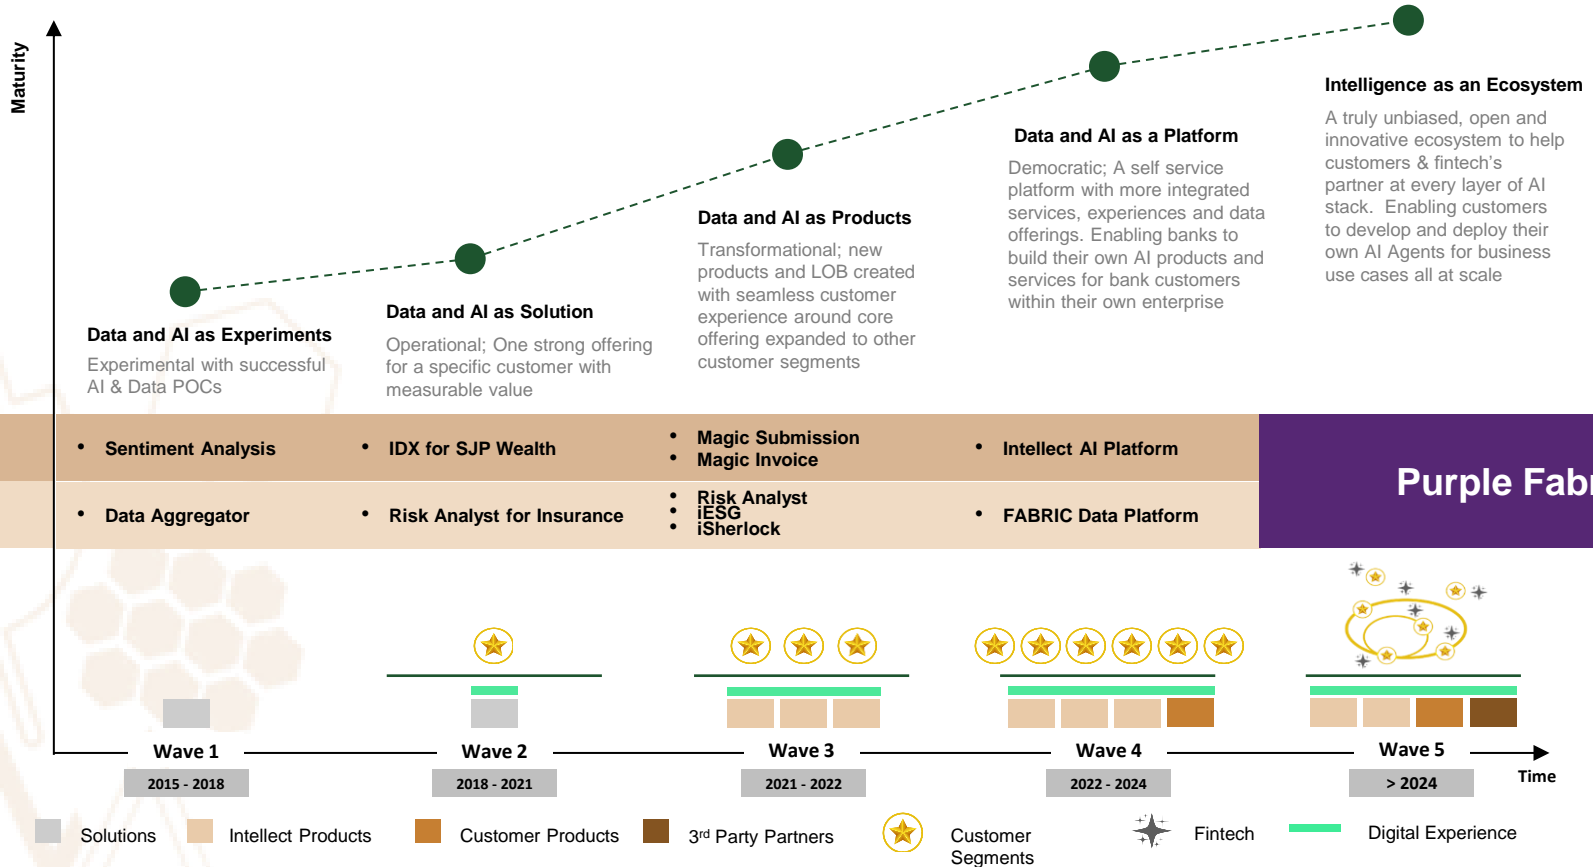 Maturity
Intelligence as an Ecosystem
A truly unbiased, open and
innovative ecosystem to help
customers & fintech's
partner at every layer of AI
stack. Enabling customers
to develop and deploy their
own AI Agents for business
use cases all at scale
Data and AI as a Platform
Democratic; A self service
platform with more integrated
services, experiences and data
offerings. Enabling banks to
build their own AI products and
services for bank customers
within their own enterprise
Data and AI as Products
Transformational; new
products and LOB created
with seamless customer
experience around core
offering expanded to other
customer segments
Data and AI as Solution
Operational; One strong offering
for a specific customer with
measurable value
Data and AI as Experiments
Experimental with successful
AI & Data POCs
• Sentiment Analysis
• IDX for SJP Wealth
• Magic Submission
• Magic Invoice
• Intellect AI Platform
Purple Fabr
• Data Aggregator
• Risk Analyst for Insurance
• Risk Analyst
• iESG
• iSherlock
• FABRIC Data Platform
Wave 1
Wave 2
Wave 3
Wave 4
Wave 5
2015 - 2018
2018 - 2021
2021 - 2022
2022 - 2024
> 2024
Time
Solutions
Intellect Products
Customer Products
3rd Party Partners
Customer
Segments
Fintech
Digital Experience